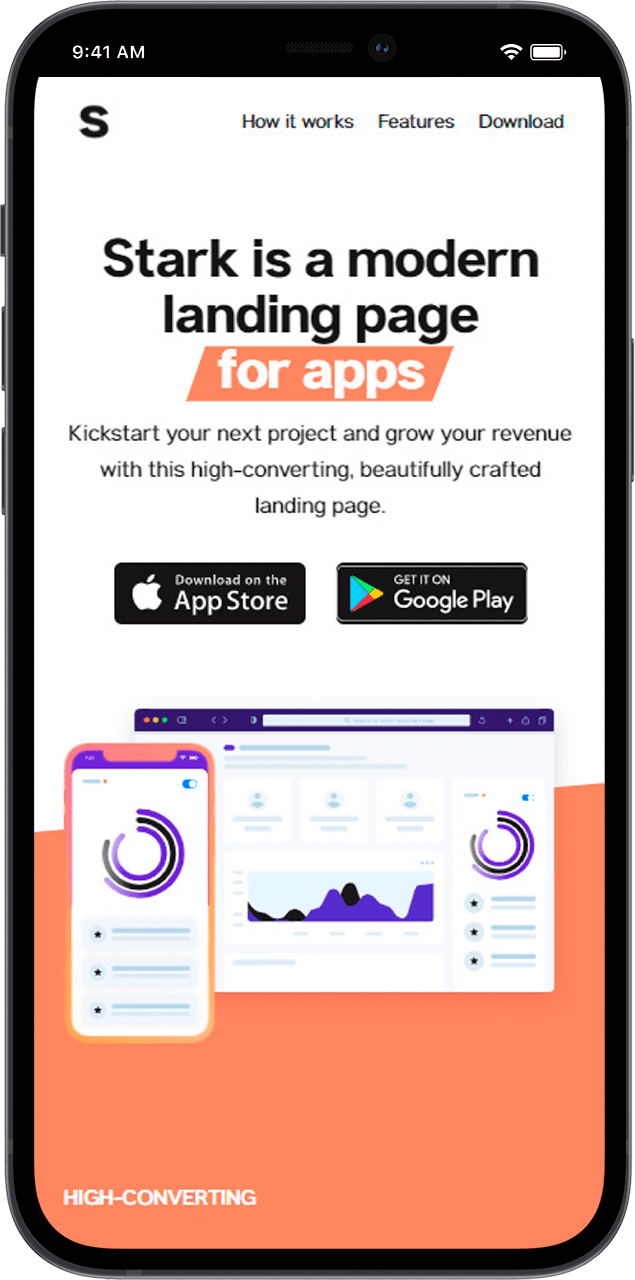 9:41 AM
S
How it works Features Download
Stark is a modern
landing page
for apps
Kickstart your next project and grow your revenue
with this high-converting, beautifully crafted
landing page.
Download on the
App Store
GET IT ON
Google Play
HIGH-CONVERTING